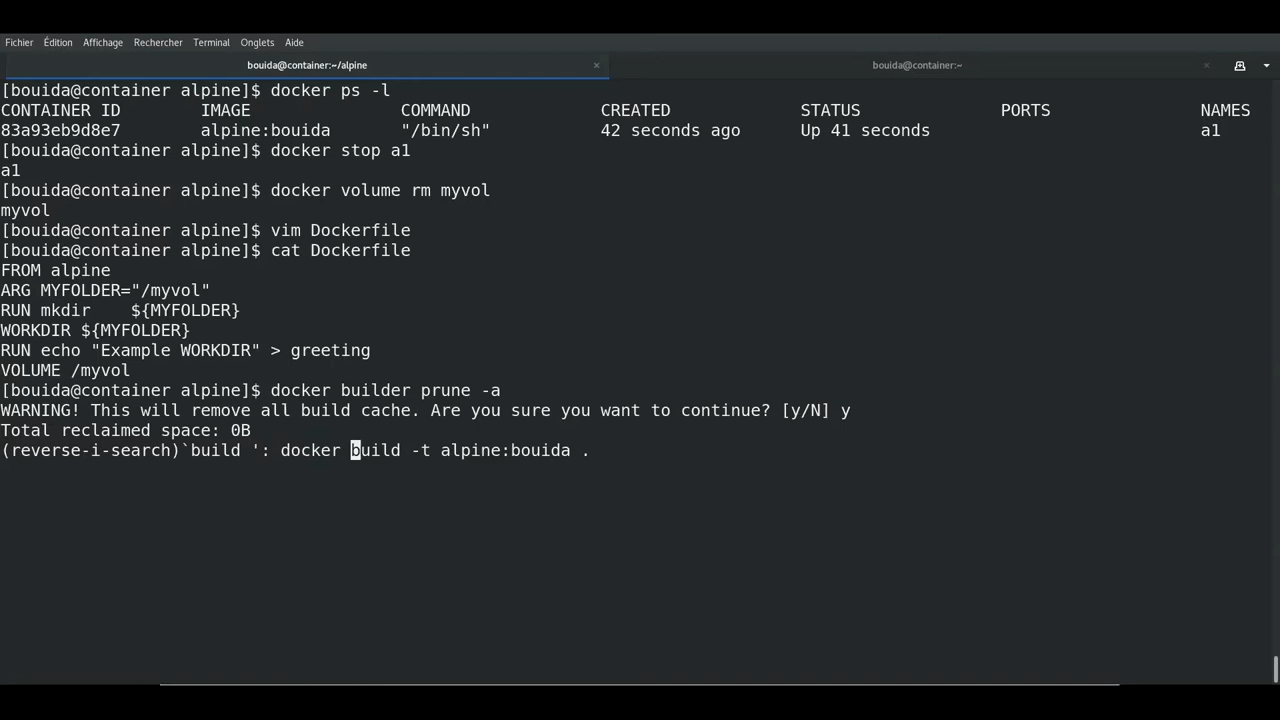 Fichier Édition Affichage Rechercher Terminal Onglets Aide
bouida@container:~/alpine × bouida@container:~ ×
[bouida@container alpine]$ docker ps -l
CONTAINER ID IMAGE COMMAND CREATED STATUS PORTS NAMES
83a93eb9d8e7 alpine:bouida "/bin/sh" 42 seconds ago Up 41 seconds a1
[bouida@container alpine]$ docker stop a1
a1
[bouida@container alpine]$ docker volume rm myvol
myvol
[bouida@container alpine]$ vim Dockerfile
[bouida@container alpine]$ cat Dockerfile
FROM alpine
ARG MYFOLDER="/myvol"
RUN mkdir    ${MYFOLDER}
WORKDIR ${MYFOLDER}
RUN echo "Example WORKDIR" > greeting
VOLUME /myvol
[bouida@container alpine]$ docker builder prune -a
WARNING! This will remove all build cache. Are you sure you want to continue? [y/N] y
Total reclaimed space: 0B
(reverse-i-search)`build ': docker build -t alpine:bouida .